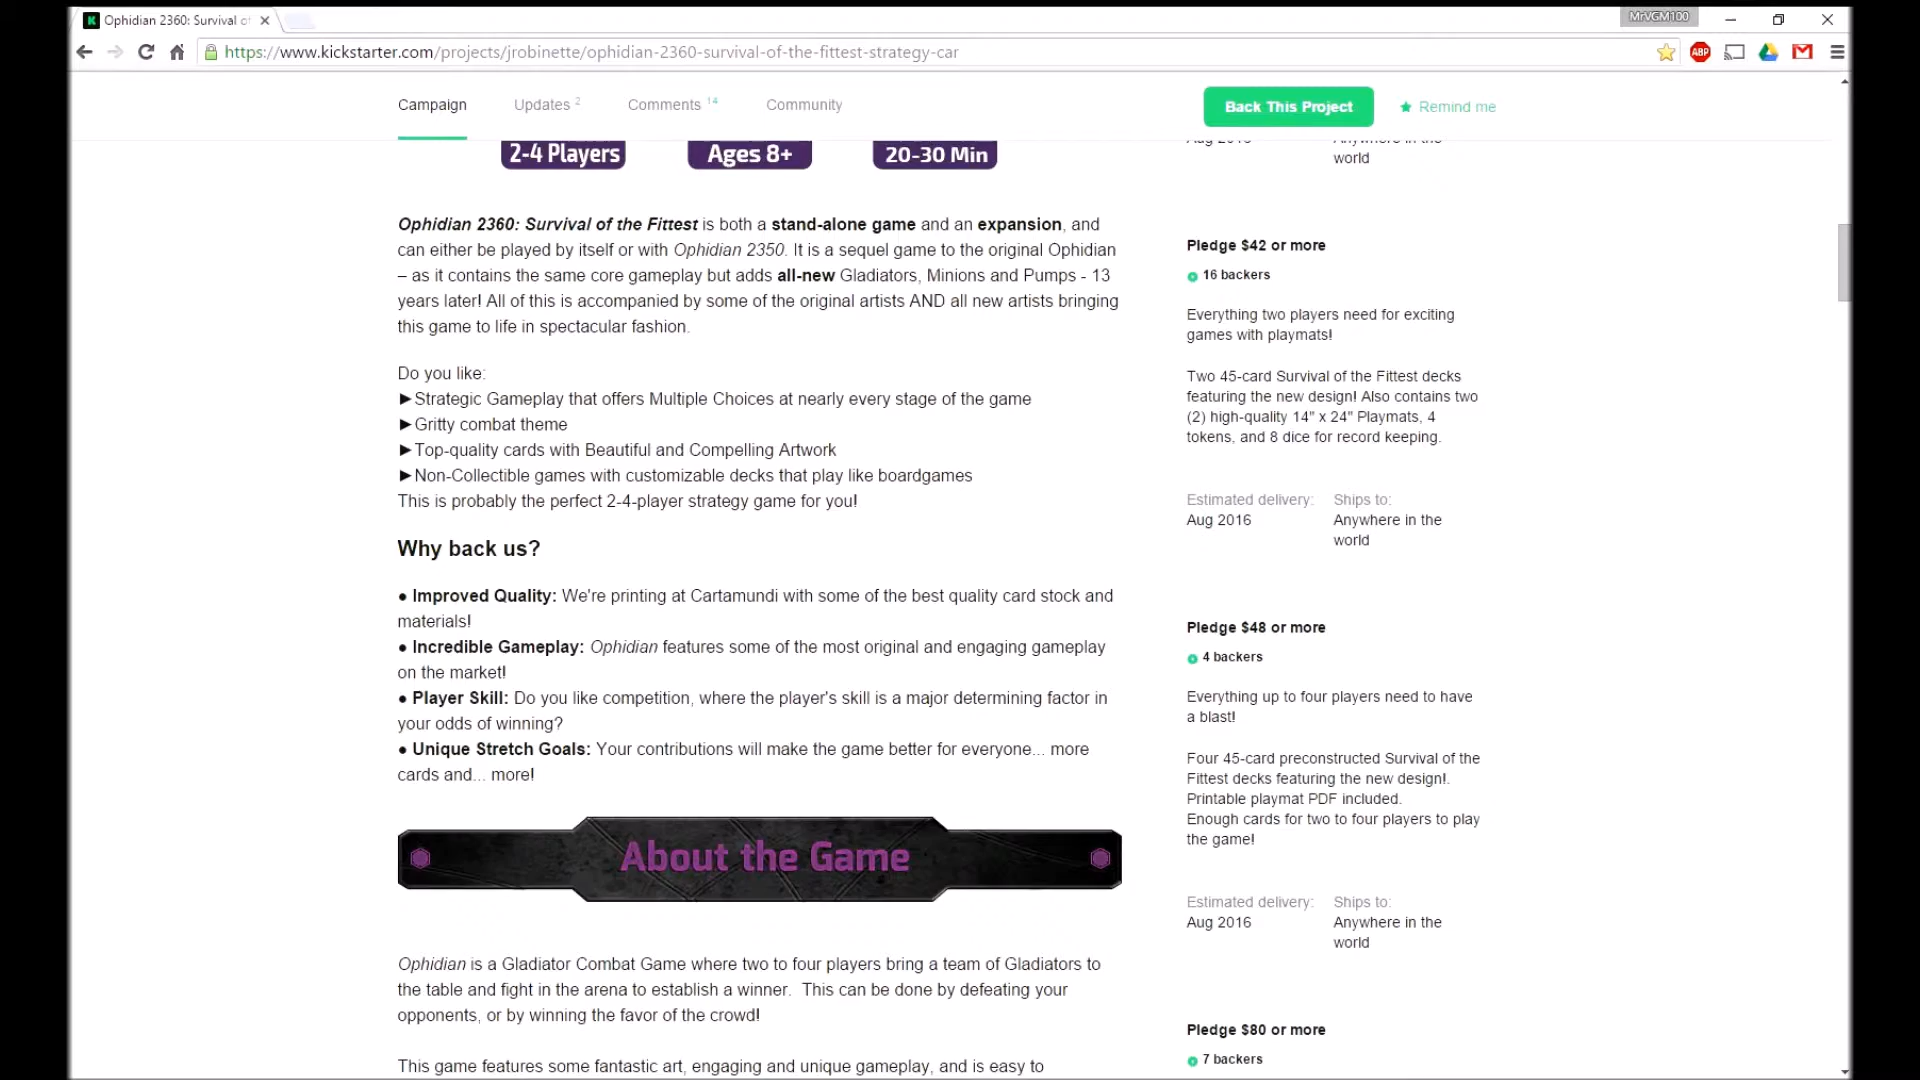 Ophidian 2360: Survival of
MrVGM100
https://www.kickstarter.com/projects/jrobinette/ophidian-2360-survival-of-the-fittest-strategy-car
ABP
Campaign
Updates 2
Comments 14
Community
Back This Project
Remind me
2-4 Players
Ages 8+
20-30 Min
Ophidian 2360: Survival of the Fittest is both a stand-alone game and an expansion, and
can either be played by itself or with Ophidian 2350. It is a sequel game to the original Ophidian
– as it contains the same core gameplay but adds all-new Gladiators, Minions and Pumps - 13
years later! All of this is accompanied by some of the original artists AND all new artists bringing
this game to life in spectacular fashion.
Do you like:
►Strategic Gameplay that offers Multiple Choices at nearly every stage of the game
►Gritty combat theme
►Top-quality cards with Beautiful and Compelling Artwork
►Non-Collectible games with customizable decks that play like boardgames
This is probably the perfect 2-4-player strategy game for you!
Why back us?
● Improved Quality: We're printing at Cartamundi with some of the best quality card stock and
materials!
● Incredible Gameplay: Ophidian features some of the most original and engaging gameplay
on the market!
● Player Skill: Do you like competition, where the player's skill is a major determining factor in
your odds of winning?
● Unique Stretch Goals: Your contributions will make the game better for everyone... more
cards and... more!
About the Game
Ophidian is a Gladiator Combat Game where two to four players bring a team of Gladiators to
the table and fight in the arena to establish a winner.  This can be done by defeating your
opponents, or by winning the favor of the crowd!
This game features some fantastic art, engaging and unique gameplay, and is easy to
Aug 2016
Anywhere in the
world
Pledge $42 or more
16 backers
Everything two players need for exciting
games with playmats!
Two 45-card Survival of the Fittest decks
featuring the new design! Also contains two
(2) high-quality 14" x 24" Playmats, 4
tokens, and 8 dice for record keeping.
Estimated delivery:
Aug 2016
Ships to:
Anywhere in the
world
Pledge $48 or more
4 backers
Everything up to four players need to have
a blast!
Four 45-card preconstructed Survival of the
Fittest decks featuring the new design!.
Printable playmat PDF included.
Enough cards for two to four players to play
the game!
Estimated delivery:
Aug 2016
Ships to:
Anywhere in the
world
Pledge $80 or more
7 backers